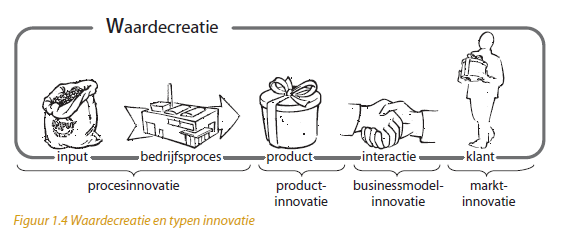 Waardecreatie
input bedrijfsproces product interactie klant
procesinnovatie product- businessmodel- markt-
innovatie innovatie innovatie
Figuur 1.4 Waardecreatie en typen innovatie